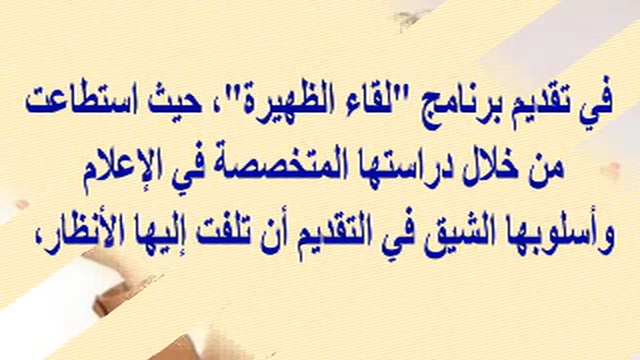 في تقديم برنامج "لقاء الظهيرة"، حيث استطاعت
من خلال دراستها المتخصصة في الإعلام
وأسلوبها الشيق في التقديم أن تلفت إليها الأنظار،